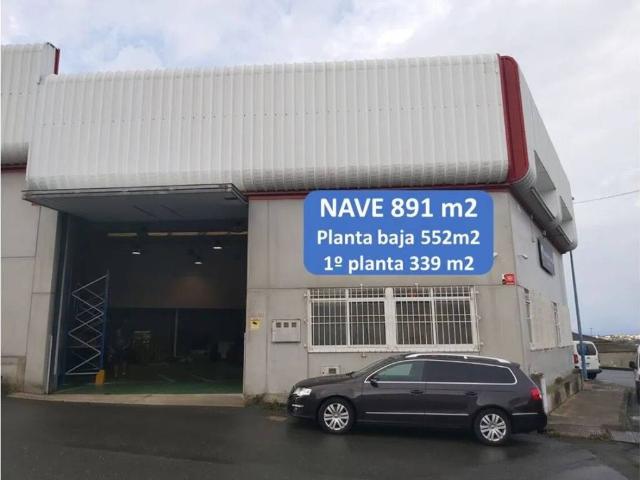 NAVE 891 m2
Planta baja 552m2
1º planta 339 m2